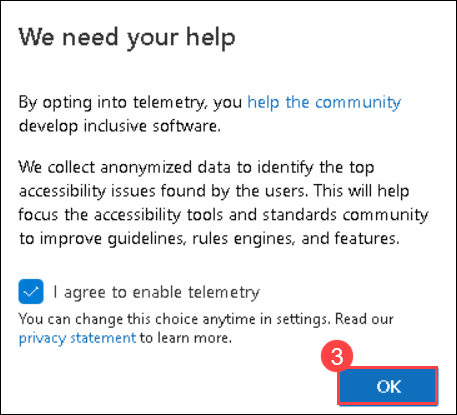 We need your help
By opting into telemetry, you help the community
develop inclusive software.
We collect anonymized data to identify the top
accessibility issues found by the users. This will help
focus the accessibility tools and standards community
to improve guidelines, rules engines, and features.
I agree to enable telemetry
You can change this choice anytime in settings. Read our
privacy statement to learn more.
3
OK